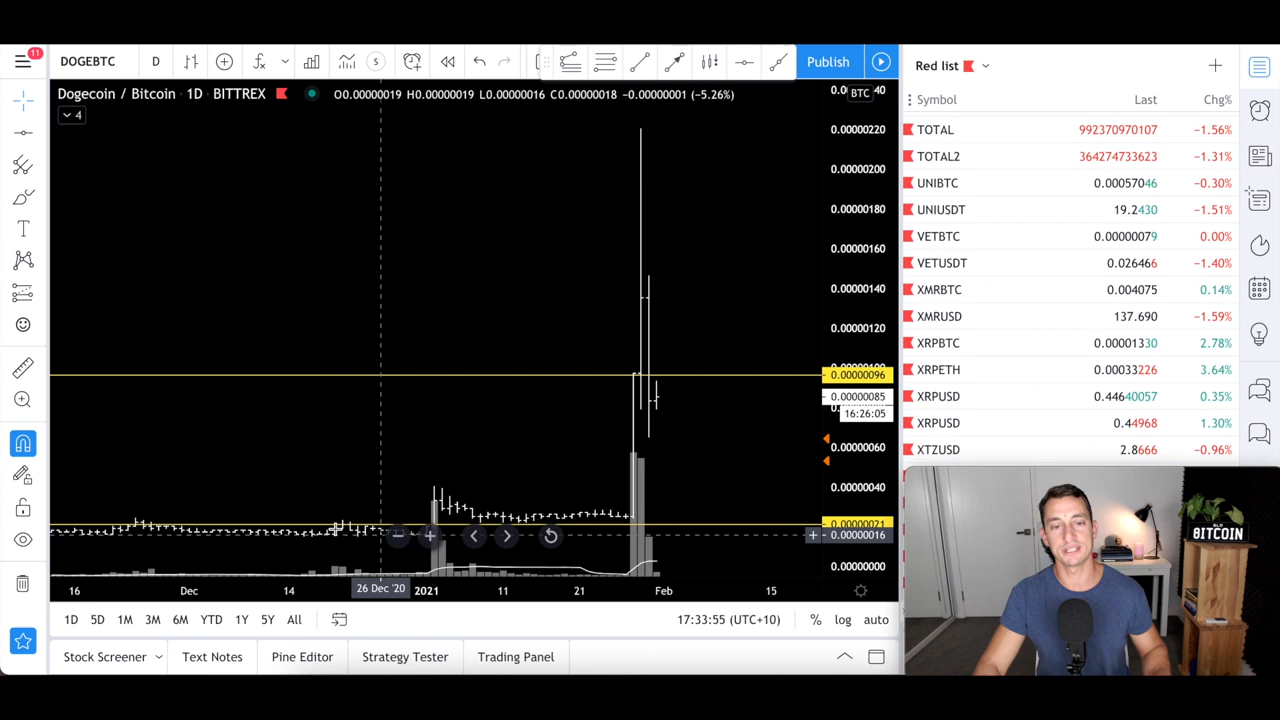 11
DOGEBTC D S Publish
Dogecoin / Bitcoin · 1D · BITTREX O0.00000019 H0.00000019 L0.00000016 C0.00000018 −0.00000001 (−5.26%)
BTC
4
0.00000220
0.00000200
0.00000180
0.00000160
0.00000140
0.00000120
0.00000096
0.00000085
16:26:05
0.00000060
0.00000040
0.00000021
0.00000016
0.00000000
16 Dec 14 26 Dec '20 2021 11 21 Feb 15
1D 5D 1M 3M 6M YTD 1Y 5Y All 17:33:55 (UTC+10) % log auto
Stock Screener Text Notes Pine Editor Strategy Tester Trading Panel
Red list
Symbol Last Chg%
TOTAL 992370970107 −1.56%
TOTAL2 364274733623 −1.31%
UNIBTC 0.00057046 −0.30%
UNIUSDT 19.2430 −1.51%
VETBTC 0.00000079 0.00%
VETUSDT 0.026466 −1.40%
XMRBTC 0.004075 0.14%
XMRUSD 137.690 −1.59%
XRPBTC 0.00001330 2.78%
XRPETH 0.00033226 3.64%
XRPUSD 0.44640057 0.35%
XRPUSD 0.44968 1.30%
XTZUSD 2.8666 −0.96%
BITCOIN